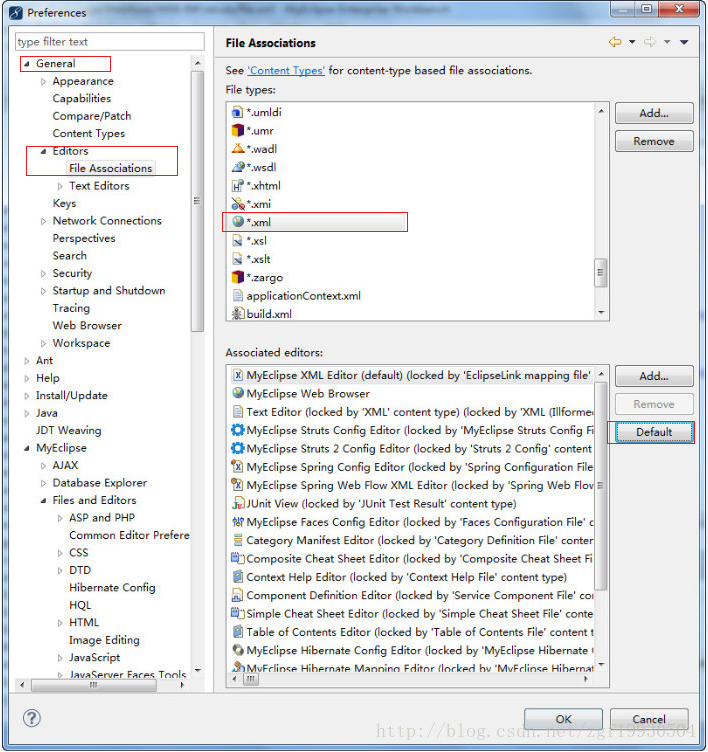 Preferences
MyEclipse Enterprise Workbench
type filter text
General
Appearance
Capabilities
Compare/Patch
Content Types
Editors
File Associations
Text Editors
Keys
Network Connections
Perspectives
Search
Security
Startup and Shutdown
Tracing
Web Browser
Workspace
Ant
Help
Install/Update
Java
JDT Weaving
MyEclipse
AJAX
Database Explorer
Files and Editors
ASP and PHP
Common Editor Prefere
CSS
DTD
Hibernate Config
HQL
HTML
Image Editing
JavaScript
JavaServer Faces Tools
File Associations
See 'Content Types' for content-type based file associations.
File types:
*.umldi
*.umr
*.wadl
*.wsdl
*.xhtml
*.xmi
*.xml
*.xsl
*.xslt
*.zargo
applicationContext.xml
build.xml
Add...
Remove
Associated editors:
MyEclipse XML Editor (default) (locked by 'EclipseLink mapping file'
MyEclipse Web Browser
Text Editor (locked by 'XML' content type) (locked by 'XML (Illforme
MyEclipse Struts Config Editor (locked by 'MyEclipse Struts Config Fi
MyEclipse Struts 2 Config Editor (locked by 'Struts 2 Config' content
MyEclipse Spring Config Editor (locked by 'Spring Configuration File
MyEclipse Spring Web Flow XML Editor (locked by 'Spring Web Flow
JUnit View (locked by 'JUnit Test Result' content type)
MyEclipse Faces Config Editor (locked by 'Faces Configuration File' c
Category Manifest Editor (locked by 'Category Definition File' conter
Composite Cheat Sheet Editor (locked by 'Composite Cheat Sheet Fi
Context Help Editor (locked by 'Context Help File' content type)
Component Definition Editor (locked by 'Service Component File' co
Simple Cheat Sheet Editor (locked by 'Simple Cheat Sheet File' conte
Table of Contents Editor (locked by 'Table of Contents File' content t
MyEclipse Hibernate Config Editor (locked by 'MyEclipse Hibernate (
MyEclipse Hibernate Mapping Editor (locked by 'MyEclipse Hibernat
Add...
Remove
Default
OK
Cancel
http://blog.csdn.net/zgf19930504